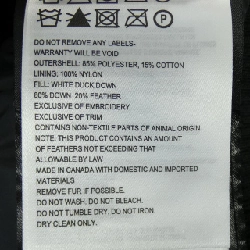 DO NOT REMOVE ANY LABELS-
WARRANTY WILL BE VOID
OUTERSHELL: 85% POLYESTER, 15% COTTON
LINING: 100% NYLON
FILL: WHITE DUCK DOWN
80% DOWN 20% FEATHER
EXCLUSIVE OF EMBROIDERY
EXCLUSIVE OF TRIM
CONTAINS NON-TEXTILE PARTS OF ANIMAL ORIGIN
NOTE: THIS PRODUCT CONTAINS AN AMOUNT
OF FEATHERS NOT EXCEEDING THAT
ALLOWABLE BY LAW
MADE IN CANADA WITH DOMESTIC AND IMPORTED
MATERIALS
REMOVE FUR, IF POSSIBLE.
DO NOT WASH. DO NOT BLEACH.
DO NOT TUMBLE DRY. DO NOT IRON
DRY CLEAN ONLY.